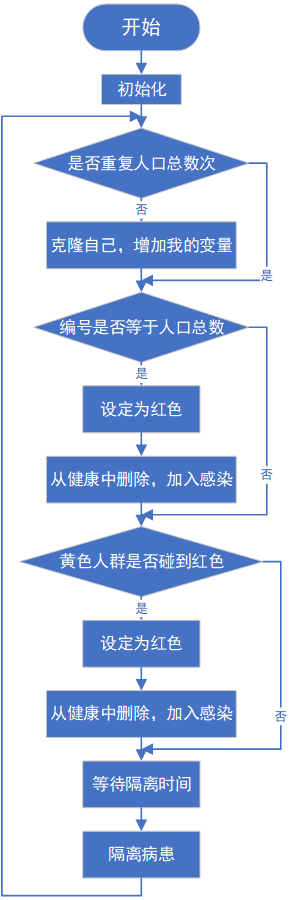 开始
初始化
是否重复人口总数次
否
克隆自己，增加我的变量
是
编号是否等于人口总数
是
设定为红色
否
从健康中删除，加入感染
黄色人群是否碰到红色
是
设定为红色
从健康中删除，加入感染
否
等待隔离时间
隔离病患